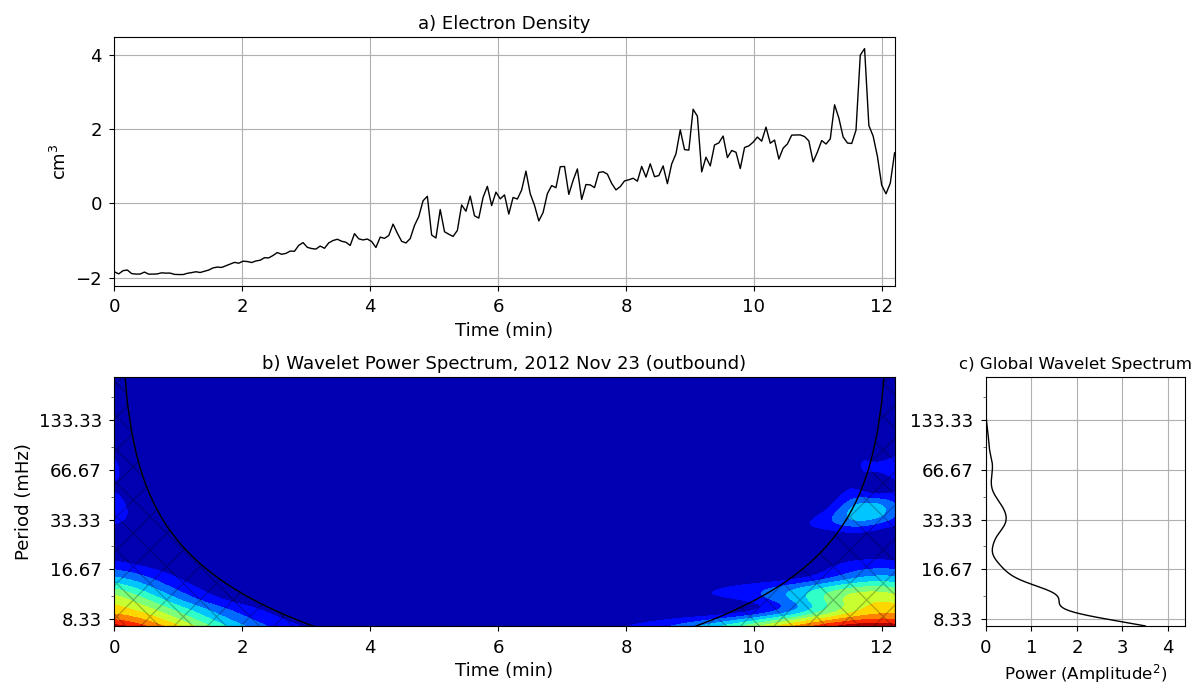 a) Electron Density
4
2
0
−2
cm³
0 2 4 6 8 10 12
Time (min)
b) Wavelet Power Spectrum, 2012 Nov 23 (outbound)
133.33
66.67
33.33
16.67
8.33
Period (mHz)
0 2 4 6 8 10 12
Time (min)
c) Global Wavelet Spectrum
133.33
66.67
33.33
16.67
8.33
0 1 2 3 4
Power (Amplitude²)